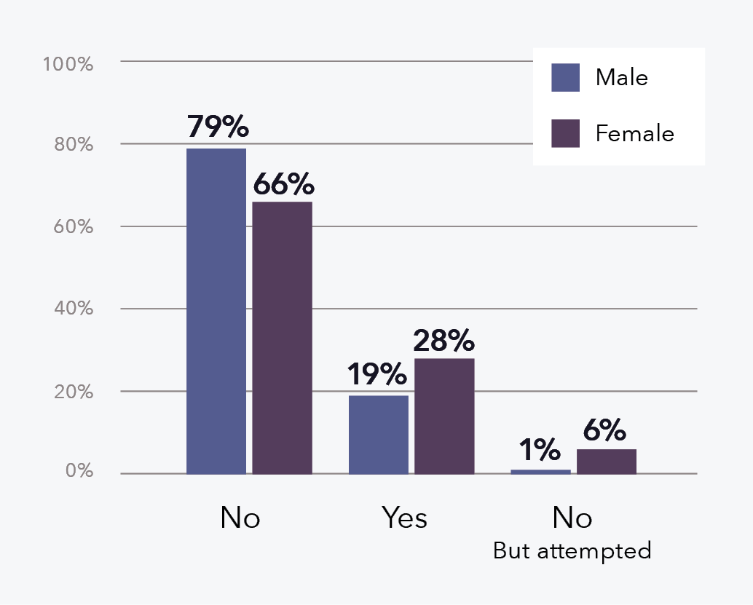 100%
80%
60%
40%
20%
0%
Male
Female
79%
66%
19%
28%
1%
6%
No
Yes
No
But attempted